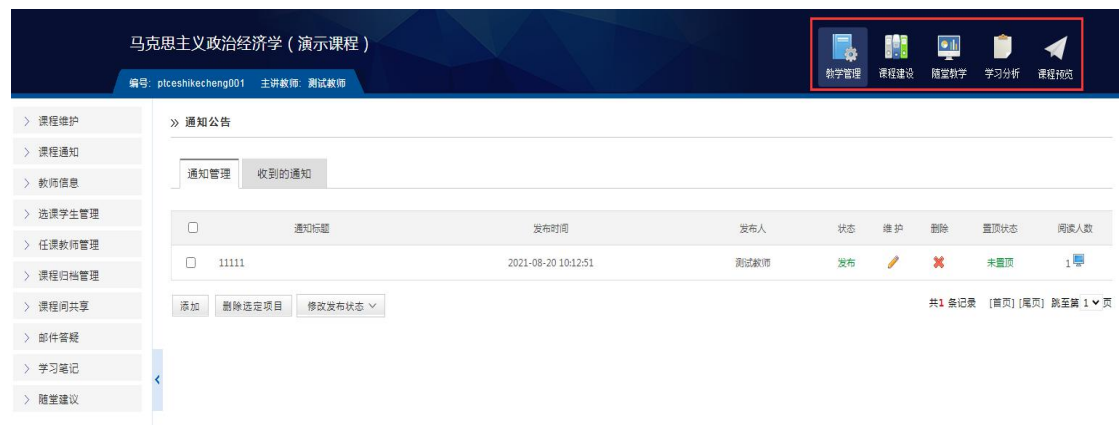 马克思主义政治经济学（演示课程）
教学管理 课程建设 随堂教学 学习分析 课程预览
编号: ptceshikecheng001 主讲教师: 测试教师
课程维护
课程通知
教师信息
选课学生管理
任课教师管理
课程归档管理
课程间共享
邮件答疑
学习笔记
随堂建议
» 通知公告
通知管理 收到的通知
通知标题 发布时间 发布人 状态 维护 删除 置顶状态 阅读人数
11111 2021-08-20 10:12:51 测试教师 发布 未置顶 1
添加 删除选定项目 修改发布状态
共1 条记录 [首页] [尾页] 跳至第 1 页